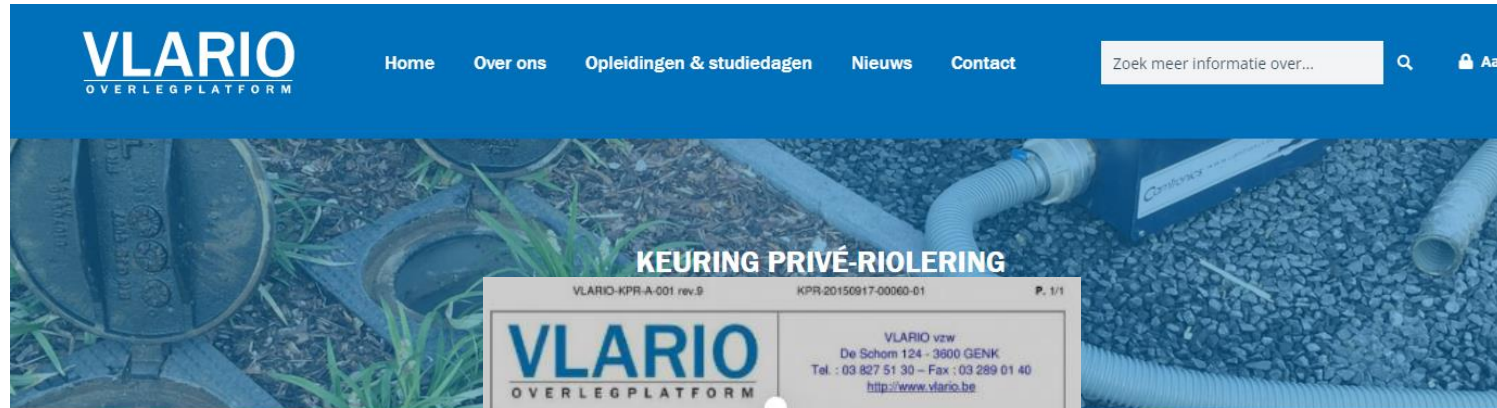 VLARIO
OVERLEGPLATFORM
Home Over ons Opleidingen & studiedagen Nieuws Contact
Zoek meer informatie over...
Aa
Camtronics
KEURING PRIVÉ-RIOLERING
VLARIO-KPR-A-001 rev.9 KPR-20150917-00060-01 P. 1/1
VLARIO
OVERLEGPLATFORM
VLARIO vzw
De Schom 124 - 3600 GENK
Tel. : 03 827 51 30 – Fax : 03 289 01 40
http://www.vlario.be